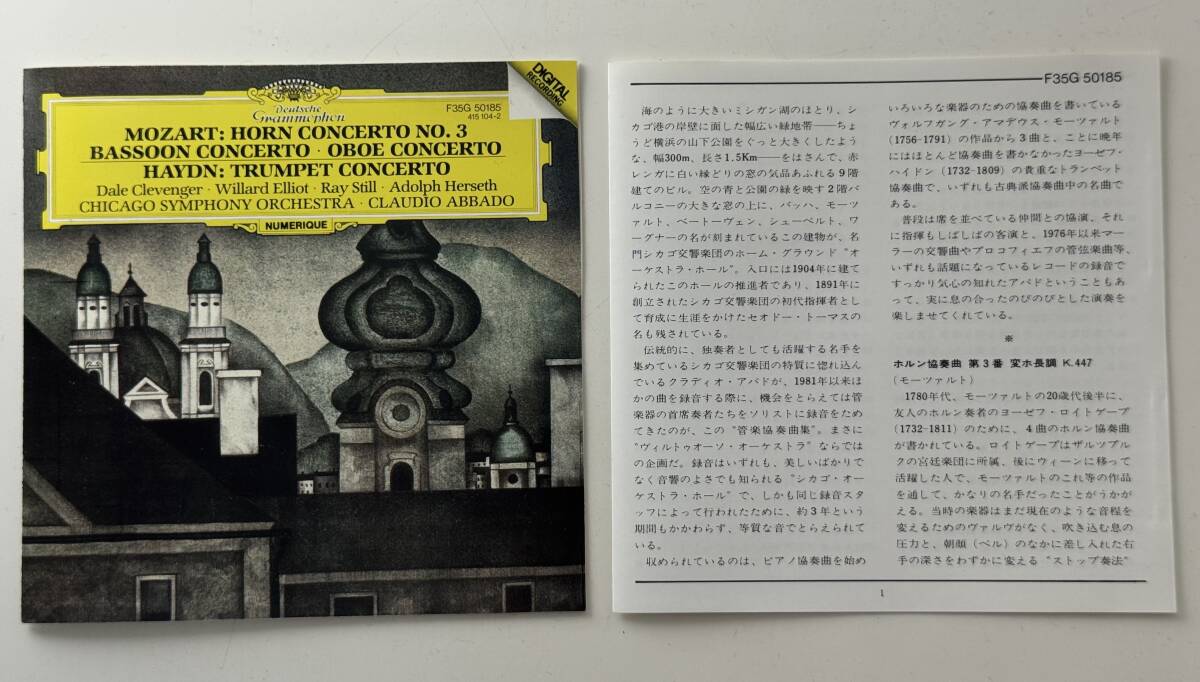 DIGITAL
RECORDING
Deutsche
Grammophon
F35G 50185
415 104-2
MOZART: HORN CONCERTO NO. 3
BASSOON CONCERTO · OBOE CONCERTO
HAYDN: TRUMPET CONCERTO
Dale Clevenger · Willard Elliot · Ray Still · Adolph Herseth
CHICAGO SYMPHONY ORCHESTRA · CLAUDIO ABBADO
NUMERIQUE
F35G 50185
海のように大きいミシガン湖のほとり、シ
カゴ港の岸壁に面した幅広い緑地帯——ちょ
うど横浜の山下公園をぐっと大きくしたよう
な、幅300m、長さ1.5Km——をはさんで、赤
レンガに白い縁どりの窓の気品あふれる9階
建てのビル。空の青と公園の緑を映す2階バ
ルコニーの大きな窓の上に、バッハ、モーツ
ァルト、ベートーヴェン、シューベルト、ワ
ーグナーの名が刻まれているこの建物が、名
門シカゴ交響楽団のホーム・グラウンド“オ
ーケストラ・ホール”。入口には1904年に建て
られたこのホールの推進者であり、1891年に
創立されたシカゴ交響楽団の初代指揮者とし
て育成に生涯をかけたセオドー・トーマスの
名も残されている。
伝統的に、独奏者としても活躍する名手を
集めているシカゴ交響楽団の特質に惚れ込ん
でいるクラディオ・アバドが、1981年以来ほ
かの曲を録音する際に、機会をとらえては管
楽器の首席奏者たちをソリストに録音をため
てきたのが、この“管楽協奏曲集”。まさに
“ヴィルトゥオーソ・オーケストラ”ならでは
の企画だ。録音はいずれも、美しいばかりで
なく音響のよさでも知られる“シカゴ・オー
ケストラ・ホール”で、しかも同じ録音スタ
ッフによって行われたために、約3年という
期間もかかわらず、等質な音でとらえられて
いる。
収められているのは、ピアノ協奏曲を始め
いろいろな楽器のための協奏曲を書いている
ヴォルフガング・アマデウス・モーツァルト
(1756-1791) の作品から3曲と、ことに晩年
にはほとんど協奏曲を書かなかったヨーゼフ・
ハイドン (1732-1809) の貴重なトランペット
協奏曲で、いずれも古典派協奏曲中の名曲で
ある。
普段は席を並べている仲間との協演、それ
に指揮もしばしばの客演と、1976年以来マー
ラーの交響曲やプロコフィエフの管弦楽曲等、
いずれも話題になっているレコードの録音で
すっかり気心の知れたアバドということもあ
って、実に息の合ったのびのびとした演奏を
楽しませてくれている。
※
ホルン協奏曲 第3番 変ホ長調 K.447
(モーツァルト)
1780年代、モーツァルトの20歳代後半に、
友人のホルン奏者のヨーゼフ・ロイトゲープ
(1732-1811) のために、4曲のホルン協奏曲
が書かれている。ロイトゲープはザルツブル
クの宮廷楽団に所属、後にウィーンに移って
活躍した人で、モーツァルトのこれ等の作品
を通して、かなりの名手だったことがうかが
える。当時の楽器はまだ現在のような音程を
変えるためのヴァルヴがなく、吹き込む息の
圧力と、朝顔 (ベル) のなかに差し入れた右
手の深さをわずかに変える“ストップ奏法”
1